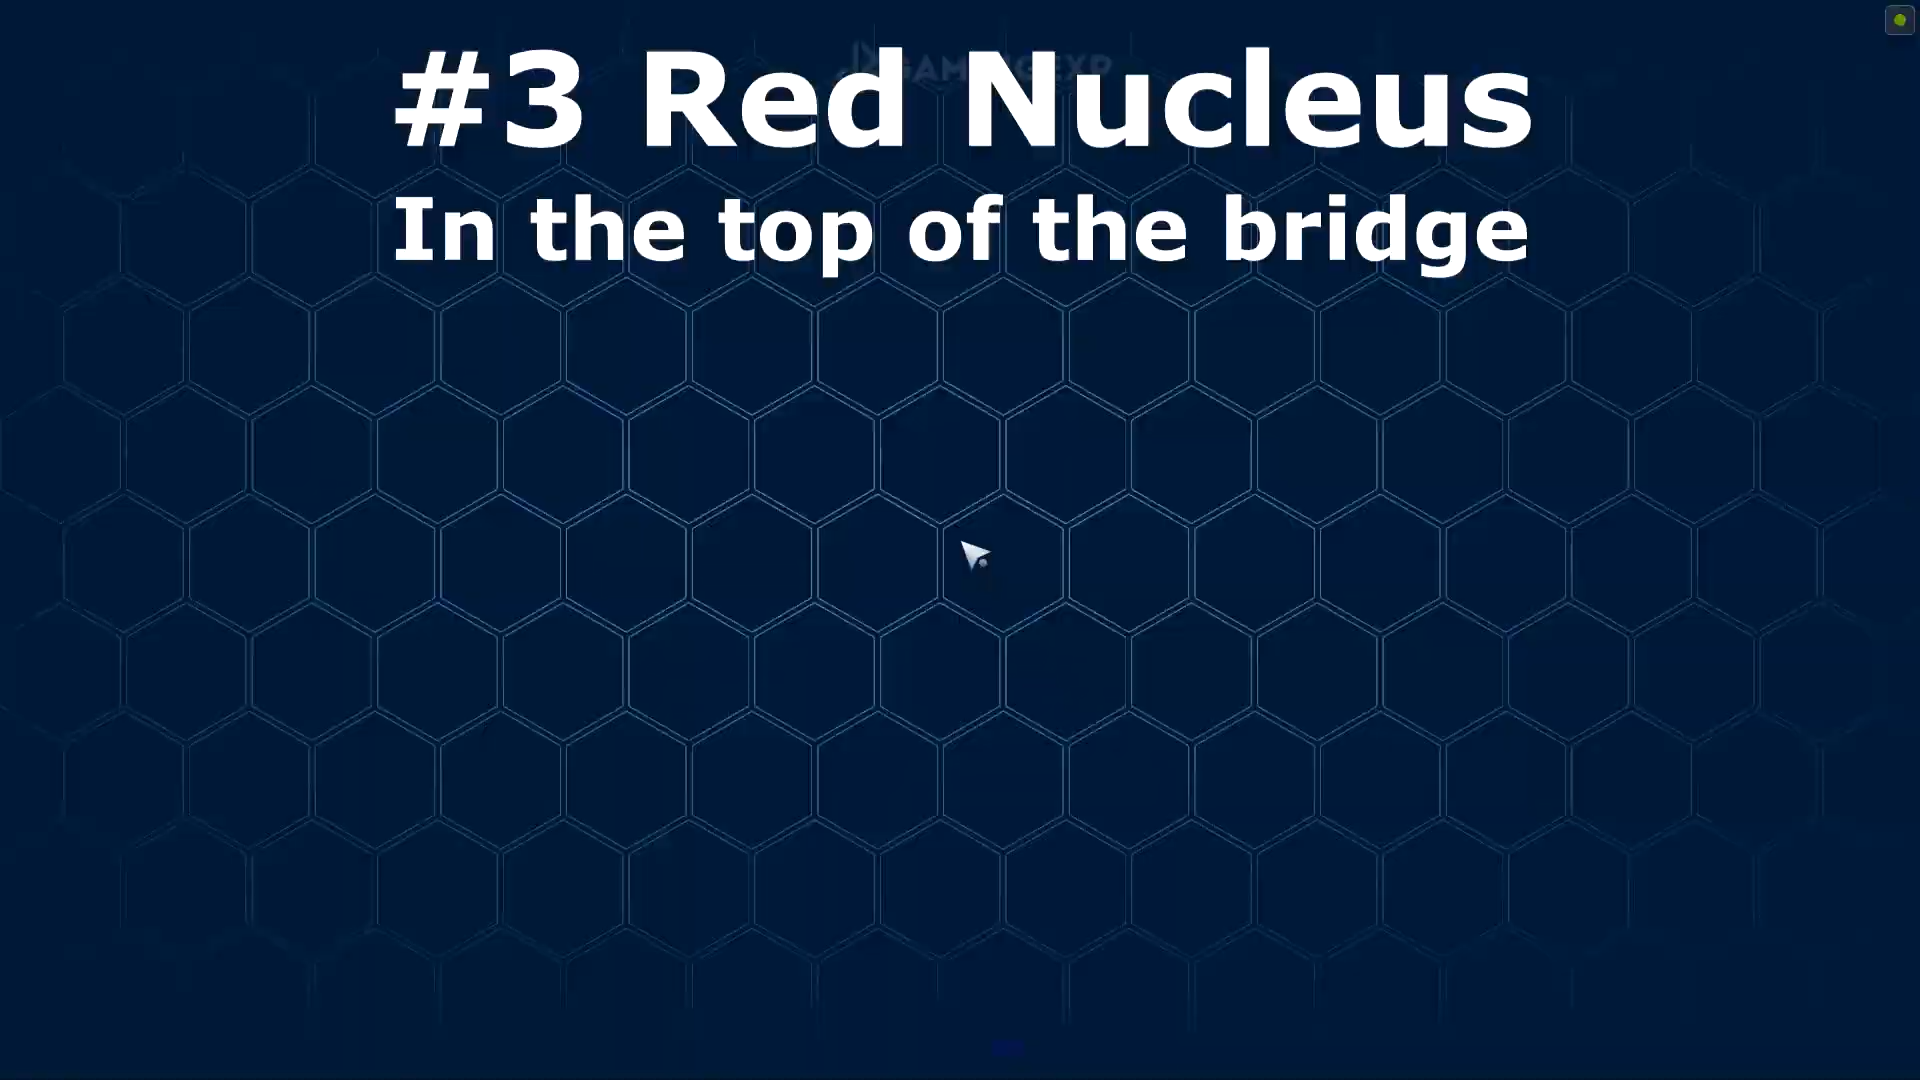 #3 Red Nucleus
In the top of the bridge